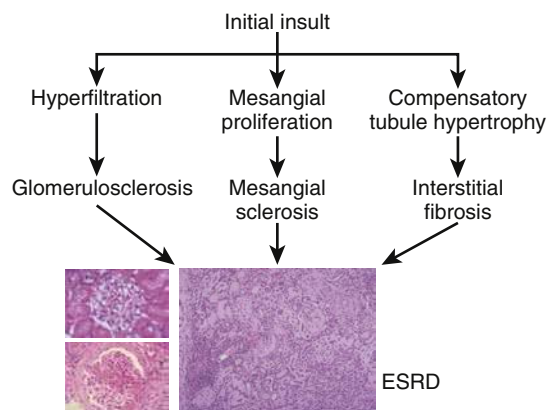 Initial insult
Hyperfiltration
Mesangial
proliferation
Compensatory
tubule hypertrophy
Glomerulosclerosis
Mesangial
sclerosis
Interstitial
fibrosis
ESRD